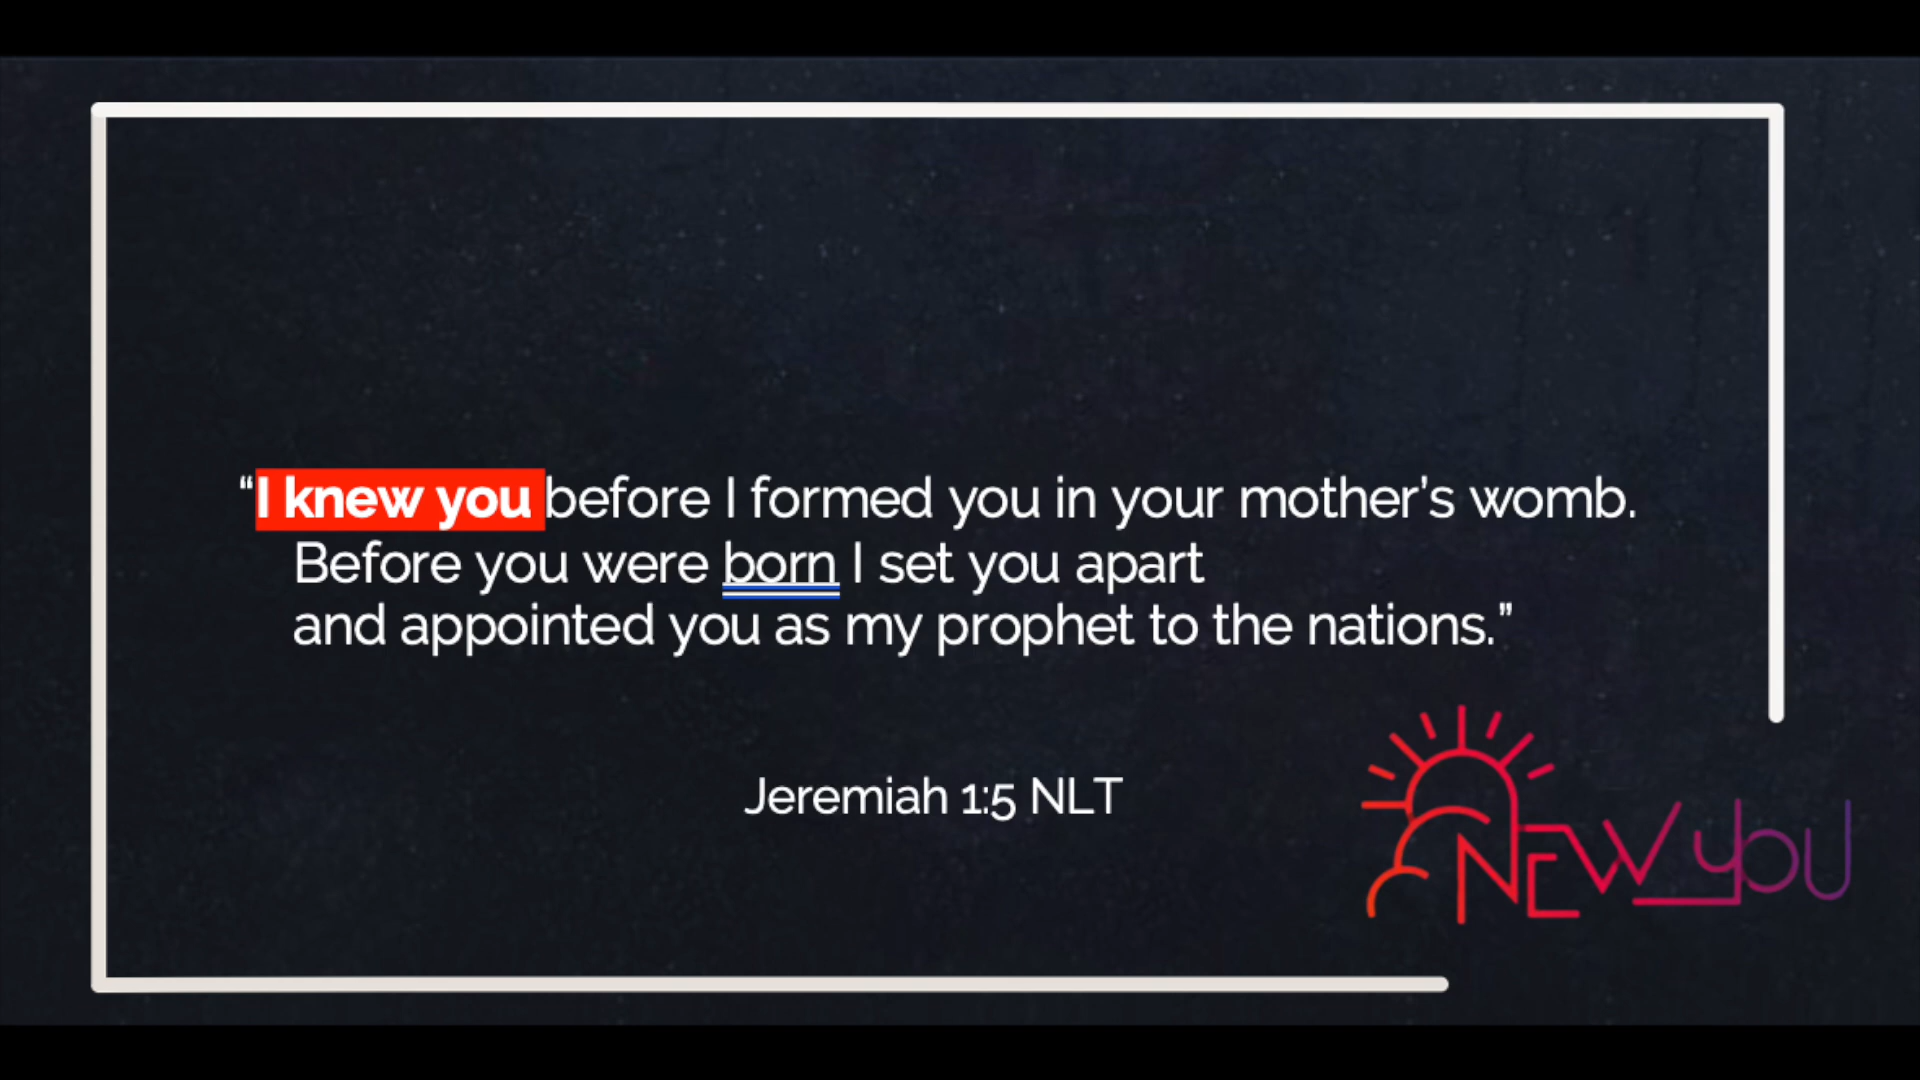 “I knew you before I formed you in your mother’s womb.
Before you were born I set you apart
and appointed you as my prophet to the nations.”
Jeremiah 1:5 NLT
NEW YOU